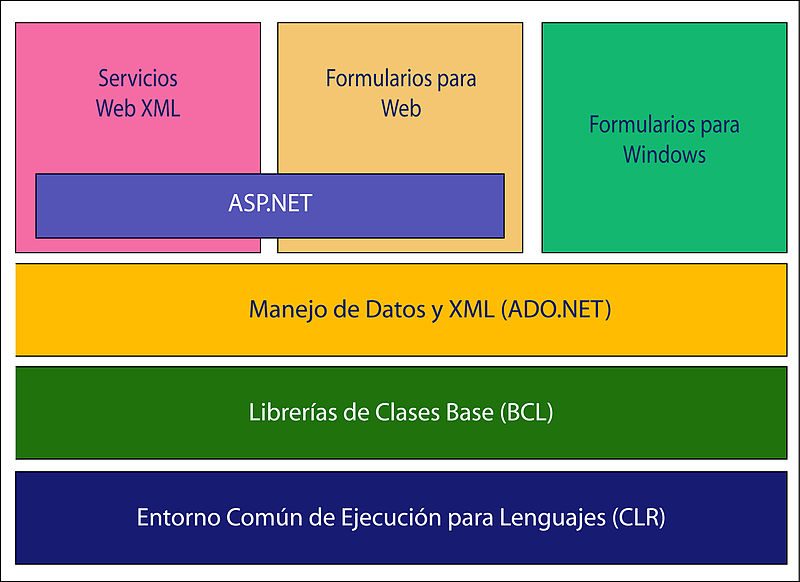 Servicios
Web XML
Formularios para
Web
Formularios para
Windows
ASP.NET
Manejo de Datos y XML (ADO.NET)
Librerías de Clases Base (BCL)
Entorno Común de Ejecución para Lenguajes (CLR)